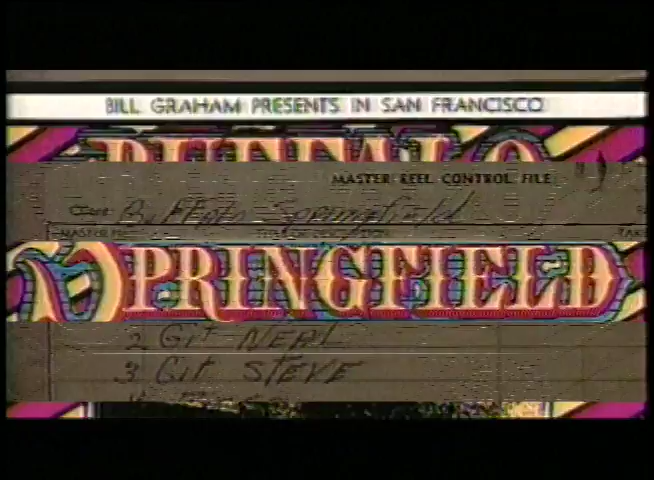 BILL GRAHAM PRESENTS IN SAN FRANCISCO
BUFFALO
MASTER REEL CONTROL FILE
Buffalo Springfield
SPRINGFIELD
2 Git NEAL
3 Git STEVE